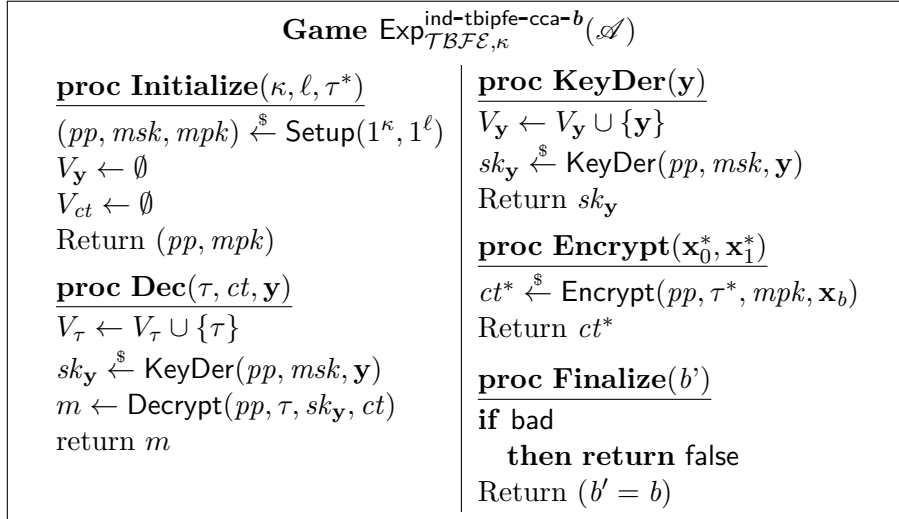 Game Exp^{ind-tbipfe-cca-b}_{TBFE,κ}(𝒜)
proc Initialize(κ, ℓ, τ*)
(pp, msk, mpk) ←$ Setup(1^κ, 1^ℓ)
V_y ← ∅
V_ct ← ∅
Return (pp, mpk)
proc Dec(τ, ct, y)
V_τ ← V_τ ∪ {τ}
sk_y ←$ KeyDer(pp, msk, y)
m ← Decrypt(pp, τ, sk_y, ct)
return m
proc KeyDer(y)
V_y ← V_y ∪ {y}
sk_y ←$ KeyDer(pp, msk, y)
Return sk_y
proc Encrypt(x*_0, x*_1)
ct* ←$ Encrypt(pp, τ*, mpk, x_b)
Return ct*
proc Finalize(b')
if bad
then return false
Return (b′ = b)